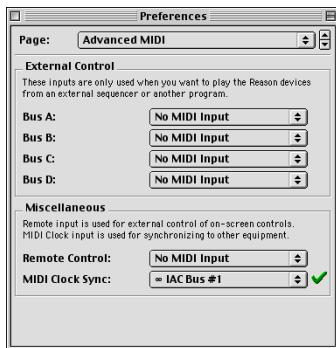 Preferences
Page: Advanced MIDI
External Control
These inputs are only used when you want to play the Reason devices
from an external sequencer or another program.
Bus A: No MIDI Input
Bus B: No MIDI Input
Bus C: No MIDI Input
Bus D: No MIDI Input
Miscellaneous
Remote input is used for external control of on-screen controls.
MIDI Clock input is used for synchronizing to other equipment.
Remote Control: No MIDI Input
MIDI Clock Sync: ∞ IAC Bus #1